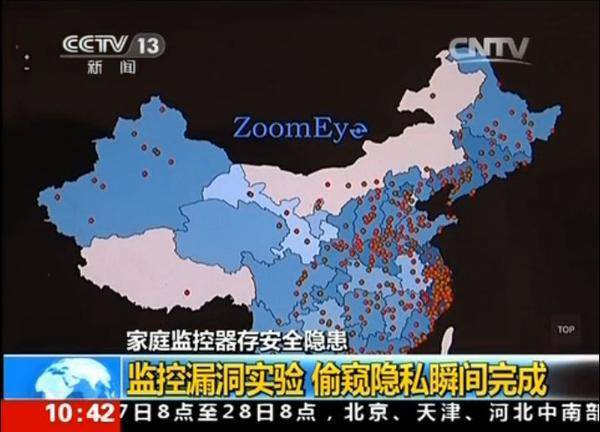 CCTV 13
新闻
CNTV
ZoomEye
TOP
家庭监控器存安全隐患
监控漏洞实验 偷窥隐私瞬间完成
10:42 7日8点至28日8点，北京、天津、河北中南部